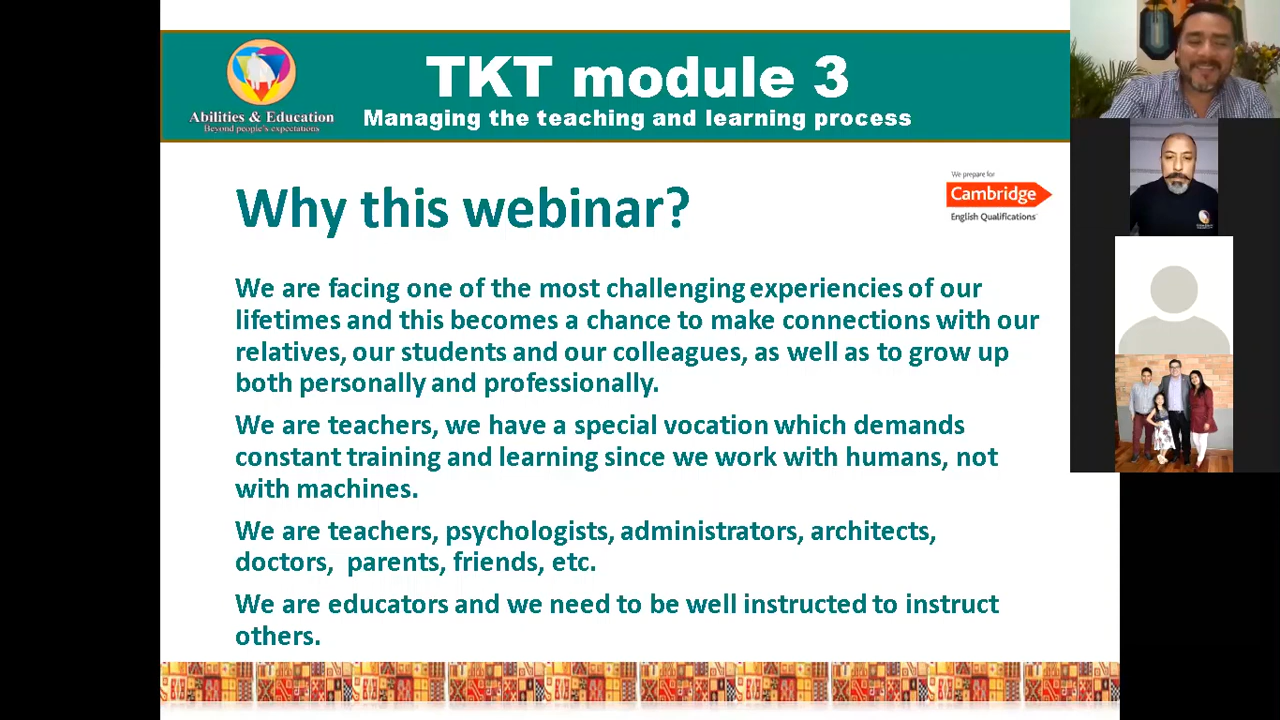 TKT module 3
Abilities & Education
Beyond people's expectations
Managing the teaching and learning process
We prepare for
Cambridge
English Qualifications
Why this webinar?
We are facing one of the most challenging experiencies of our
lifetimes and this becomes a chance to make connections with our
relatives, our students and our colleagues, as well as to grow up
both personally and professionally.
We are teachers, we have a special vocation which demands
constant training and learning since we work with humans, not
with machines.
We are teachers, psychologists, administrators, architects,
doctors, parents, friends, etc.
We are educators and we need to be well instructed to instruct
others.